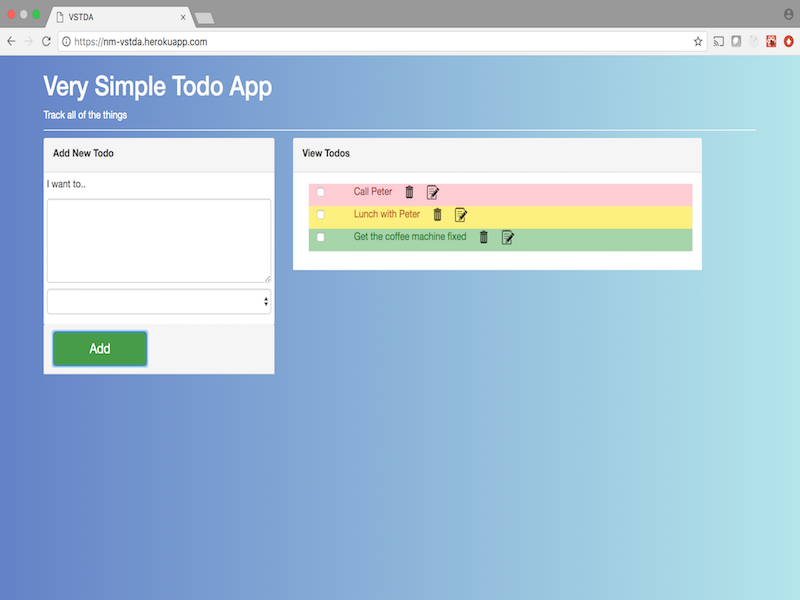 VSTDA
https://nm-vstda.herokuapp.com
Very Simple Todo App
Track all of the things
Add New Todo
I want to..
Add
View Todos
Call Peter
Lunch with Peter
Get the coffee machine fixed